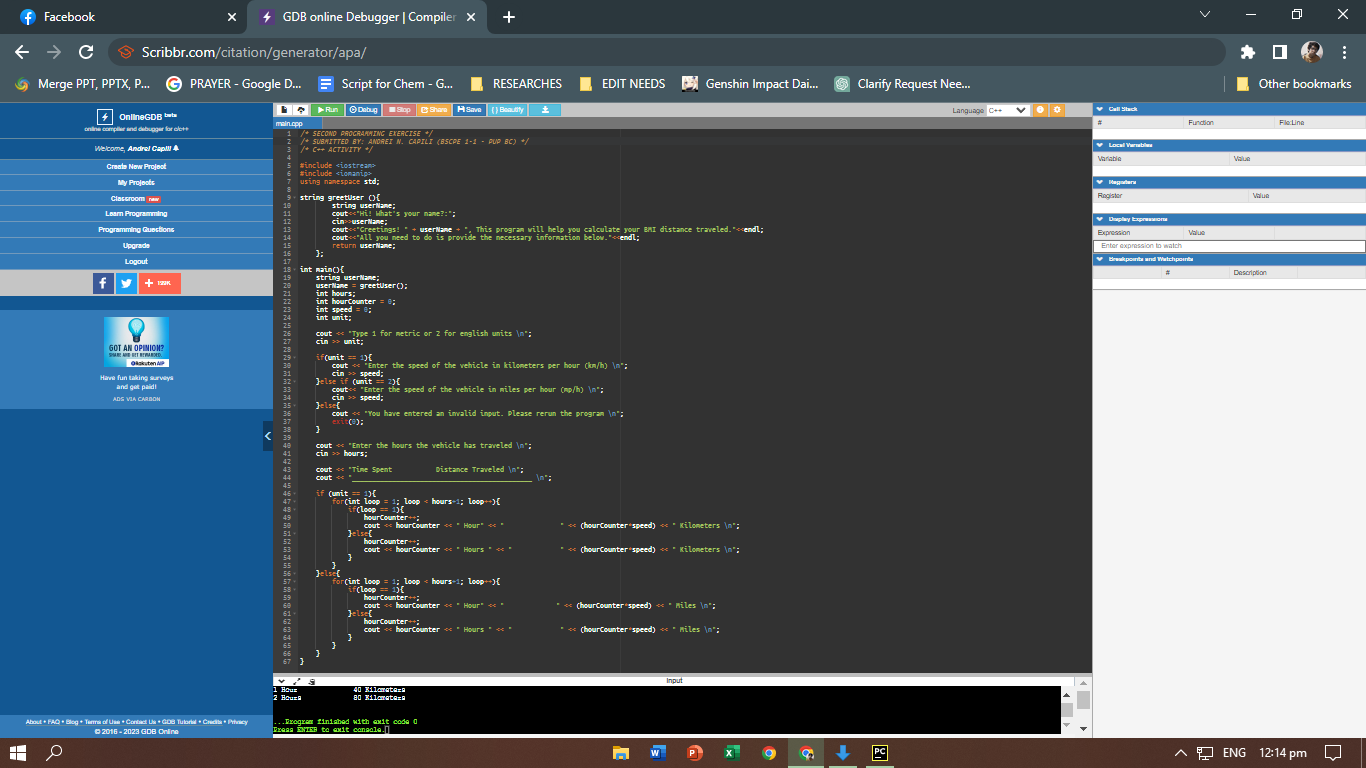 Facebook
GDB online Debugger | Compiler
Scribbr.com/citation/generator/apa/
Merge PPT, PPTX, P...
PRAYER - Google D...
Script for Chem - G...
RESEARCHES
EDIT NEEDS
Genshin Impact Dai...
Clarify Request Nee...
Other bookmarks
OnlineGDB beta
online compiler and debugger for c/c++
Welcome, Andrei Capili
Create New Project
My Projects
Classroom new
Learn Programming
Programming Questions
Upgrade
Logout
GOT AN OPINION?
SHARE AND GET REWARDED.
Rakuten AIP
Have fun taking surveys
and get paid!
ADS VIA CARBON
About • FAQ • Blog • Terms of Use • Contact Us • GDB Tutorial • Credits • Privacy
© 2016 - 2023 GDB Online
Run Debug Stop Share Save { } Beautify
Language C++
main.cpp
1 /* SECOND PROGRAMMING EXERCISE */
2 /* SUBMITTED BY: ANDREI N. CAPILI (BSCPE 1-1 - PUP BC) */
3 /* C++ ACTIVITY */
4
5 #include <iostream>
6 #include <iomanip>
7 using namespace std;
8
9 string greetUser (){
10 string userName;
11 cout<<"Hi! What's your name?:";
12 cin>>userName;
13 cout<<"Greetings! " + userName + ", This program will help you calculate your BMI distance traveled."<<endl;
14 cout<<"All you need to do is provide the necessary information below."<<endl;
15 return userName;
16 };
17
18 int main(){
19 string userName;
20 userName = greetUser();
21 int hours;
22 int hourCounter = 0;
23 int speed = 0;
24 int unit;
25
26 cout << "Type 1 for metric or 2 for english units \n";
27 cin >> unit;
28
29 if(unit == 1){
30 cout << "Enter the speed of the vehicle in kilometers per hour (km/h) \n";
31 cin >> speed;
32 }else if (unit == 2){
33 cout<< "Enter the speed of the vehicle in miles per hour (mp/h) \n";
34 cin >> speed;
35 }else{
36 cout << "You have entered an invalid input. Please rerun the program \n";
37 exit(0);
38 }
39
40 cout << "Enter the hours the vehicle has traveled \n";
41 cin >> hours;
42
43 cout << "Time Spent Distance Traveled \n";
44 cout << "_____________________________________________ \n";
45
46 if (unit == 1){
47 for(int loop = 1; loop < hours+1; loop++){
48 if(loop == 1){
49 hourCounter++;
50 cout << hourCounter << " Hour" << " " << (hourCounter*speed) << " Kilometers \n";
51 }else{
52 hourCounter++;
53 cout << hourCounter << " Hours " << " " << (hourCounter*speed) << " Kilometers \n";
54 }
55 }
56 }else{
57 for(int loop = 1; loop < hours+1; loop++){
58 if(loop == 1){
59 hourCounter++;
60 cout << hourCounter << " Hour" << " " << (hourCounter*speed) << " Miles \n";
61 }else{
62 hourCounter++;
63 cout << hourCounter << " Hours " << " " << (hourCounter*speed) << " Miles \n";
64 }
65 }
66 }
67 }
input
1 Hour 40 Kilometers
2 Hours 80 Kilometers
...Program finished with exit code 0
Press ENTER to exit console.
Call Stack
# Function File:Line
Local Variables
Variable Value
Registers
Register Value
Display Expressions
Expression Value
Enter expression to watch
Breakpoints and Watchpoints
# Description
ENG 12:14 pm